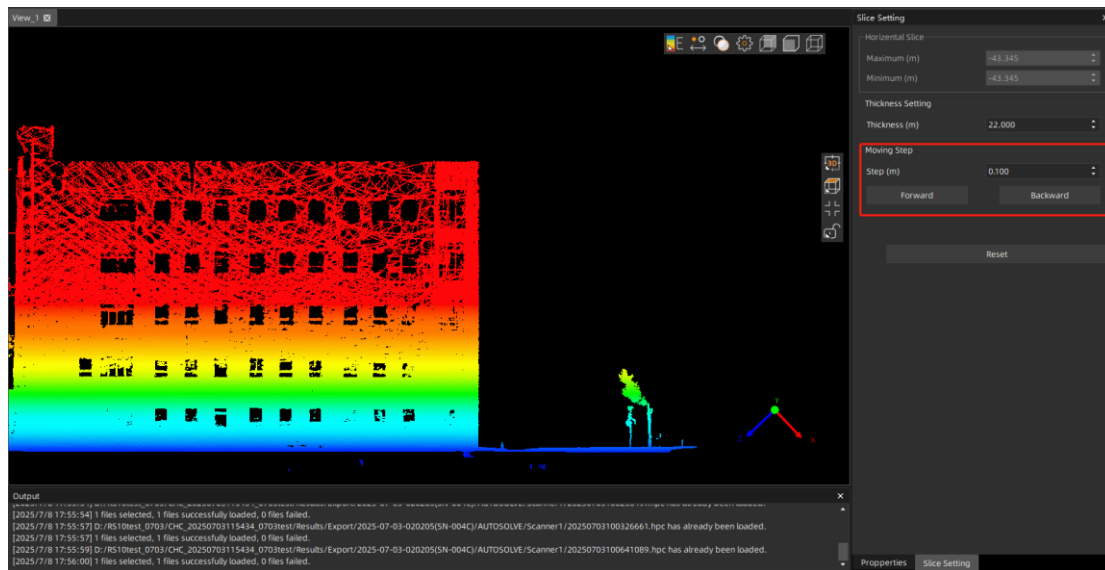 View_1
Slice Setting
Horizontal Slice
Maximum (m) -43.345
Minimum (m) -43.345
Thickness Setting
Thickness (m) 22.000
Moving Step
Step (m) 0.100
Forward Backward
Reset
E
3D
Y
X
Output
[2025/7/8 17:55:54] 1 files selected, 1 files successfully loaded, 0 files failed.
[2025/7/8 17:55:57] D:/RS10test_0703/CHC_20250703115434_0703test/Results/Export/2025-07-03-020205(SN-004C)/AUTOSOLVE/Scanner1/20250703100326661.hpc has already been loaded.
[2025/7/8 17:55:57] 1 files selected, 1 files successfully loaded, 0 files failed.
[2025/7/8 17:55:59] D:/RS10test_0703/CHC_20250703115434_0703test/Results/Export/2025-07-03-020205(SN-004C)/AUTOSOLVE/Scanner1/20250703100641089.hpc has already been loaded.
[2025/7/8 17:56:00] 1 files selected, 1 files successfully loaded, 0 files failed.
Propperties Slice Setting